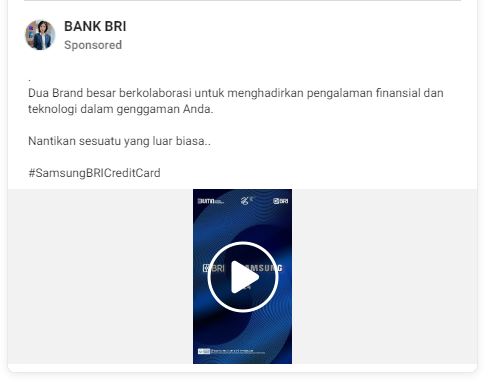 BANK BRI
Sponsored
.
Dua Brand besar berkolaborasi untuk menghadirkan pengalaman finansial dan
teknologi dalam genggaman Anda.
Nantikan sesuatu yang luar biasa..
#SamsungBRICreditCard
BUMN
BRI
BRI SAMSUNG